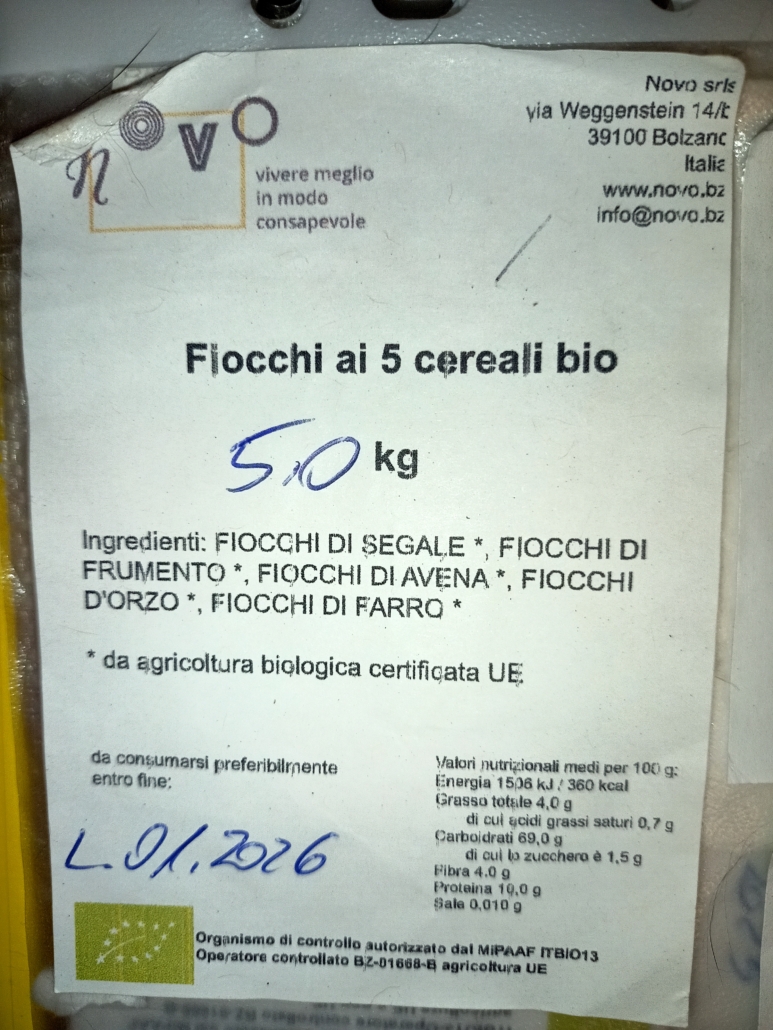 novo
vivere meglio
in modo
consapevole
Novo srls
via Weggenstein 14/b
39100 Bolzano
Italia
www.novo.bz
info@novo.bz
Fiocchi ai 5 cereali bio
5,0 kg
Ingredienti: FIOCCHI DI SEGALE *, FIOCCHI DI
FRUMENTO *, FIOCCHI DI AVENA *, FIOCCHI
D'ORZO *, FIOCCHI DI FARRO *
* da agricoltura biologica certificata UE
da consumarsi preferibilmente
entro fine:
L.01.2026
Valori nutrizionali medi per 100 g:
Energia 1506 kJ / 360 kcal
Grasso totale 4,0 g
di cui acidi grassi saturi 0,7 g
Carboidrati 69,0 g
di cui lo zucchero è 1,5 g
Fibra 4.0 g
Proteina 10,0 g
Sale 0,010 g
Organismo di controllo autorizzato dal MiPAAF ITBIO13
Operatore controllato BZ-01668-B agricoltura UE